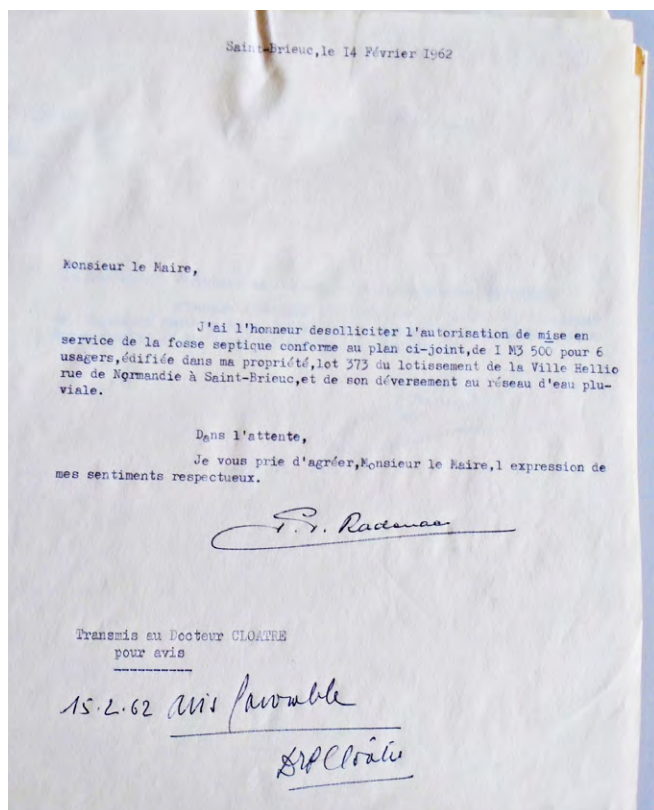 Saint-Brieuc,le I4 Février I962
Monsieur le Maire,
J'ai l'honneur desolliciter l'autorisation de mise en
service de la fosse septique conforme au plan ci-joint,de I M3 500 pour 6
usagers,édifiée dans ma propriété,lot 373 du lotissement de la Ville Hellio
rue de Normandie à Saint-Brieuc,et de son déversement au réseau d'eau plu-
viale.
Dans l'attente,
Je vous prie d'agréer,Monsieur le Maire,l expression de
mes sentiments respectueux.
Radenac
Transmis au Docteur CLOATRE
pour avis
----------
15.2.62 avis favorable
Cloâtre